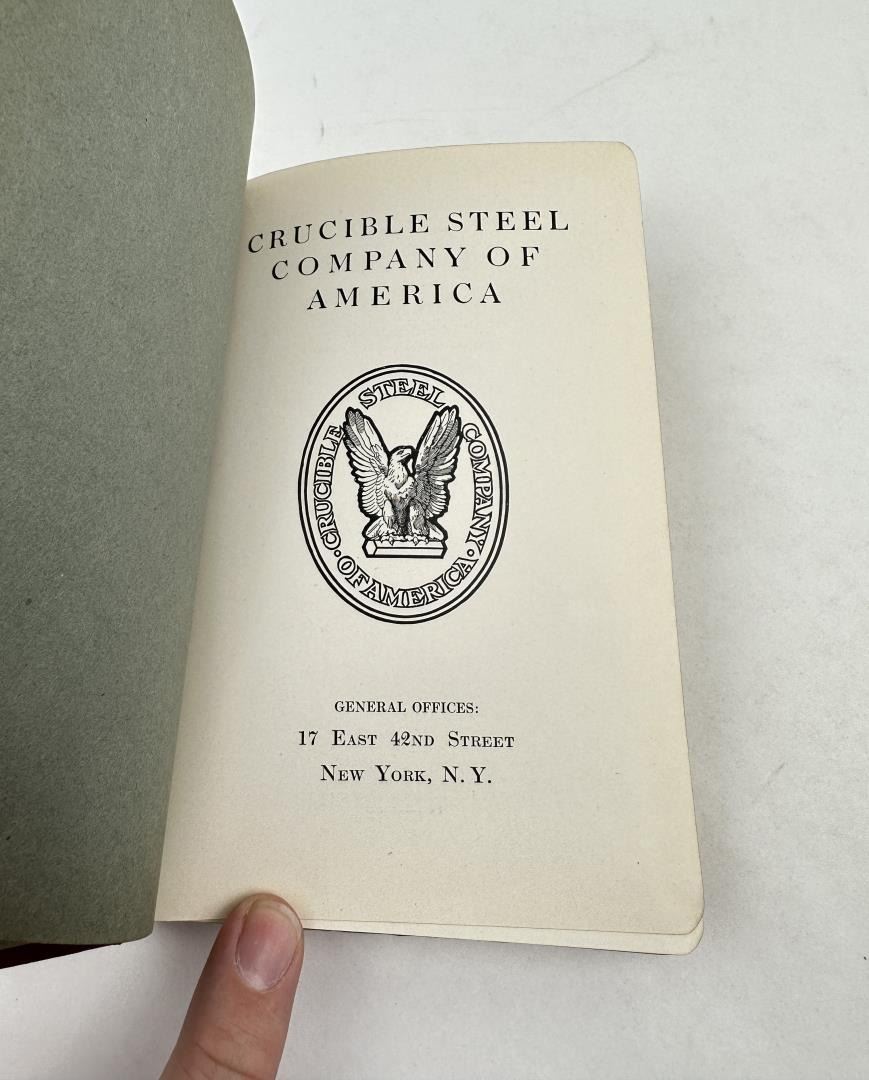 CRUCIBLE STEEL
COMPANY OF
AMERICA
CRUCIBLE STEEL COMPANY
· OF AMERICA ·
GENERAL OFFICES:
17 EAST 42ND STREET
NEW YORK, N.Y.